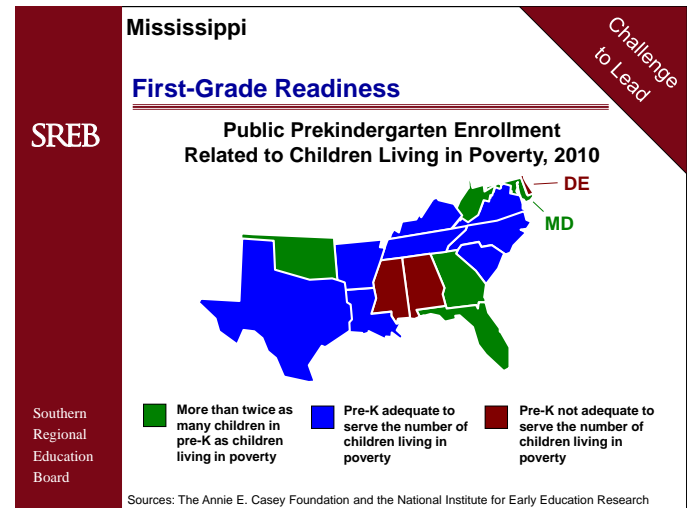 Mississippi
Challenge
to Lead
First-Grade Readiness
SREB
Public Prekindergarten Enrollment
Related to Children Living in Poverty, 2010
DE
MD
More than twice as
many children in
pre-K as children
living in poverty
Pre-K adequate to
serve the number of
children living in
poverty
Pre-K not adequate to
serve the number of
children living in
poverty
Southern
Regional
Education
Board
Sources: The Annie E. Casey Foundation and the National Institute for Early Education Research